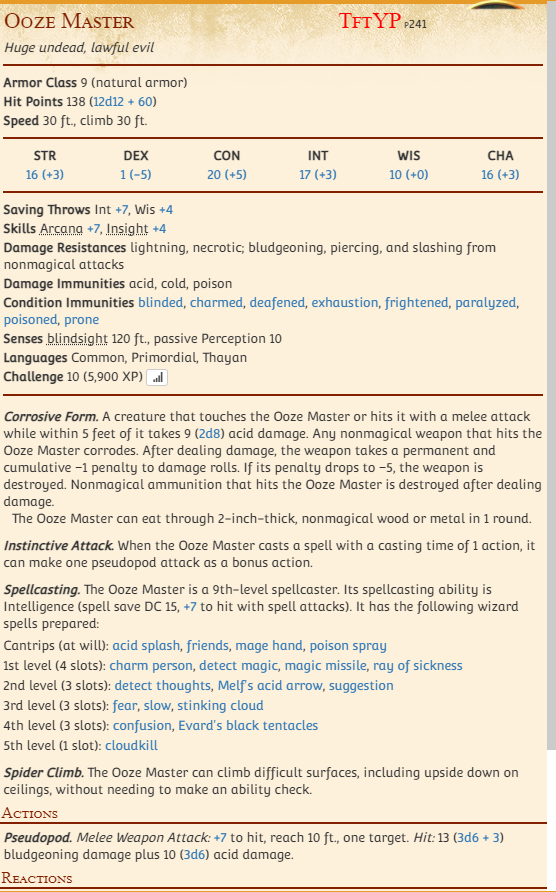 Ooze Master TftYP p241
Huge undead, lawful evil
Armor Class 9 (natural armor)
Hit Points 138 (12d12 + 60)
Speed 30 ft., climb 30 ft.
STR DEX CON INT WIS CHA
16 (+3) 1 (−5) 20 (+5) 17 (+3) 10 (+0) 16 (+3)
Saving Throws Int +7, Wis +4
Skills Arcana +7, Insight +4
Damage Resistances lightning, necrotic; bludgeoning, piercing, and slashing from
nonmagical attacks
Damage Immunities acid, cold, poison
Condition Immunities blinded, charmed, deafened, exhaustion, frightened, paralyzed,
poisoned, prone
Senses blindsight 120 ft., passive Perception 10
Languages Common, Primordial, Thayan
Challenge 10 (5,900 XP)
Corrosive Form. A creature that touches the Ooze Master or hits it with a melee attack
while within 5 feet of it takes 9 (2d8) acid damage. Any nonmagical weapon that hits the
Ooze Master corrodes. After dealing damage, the weapon takes a permanent and
cumulative −1 penalty to damage rolls. If its penalty drops to −5, the weapon is
destroyed. Nonmagical ammunition that hits the Ooze Master is destroyed after dealing
damage.
The Ooze Master can eat through 2-inch-thick, nonmagical wood or metal in 1 round.
Instinctive Attack. When the Ooze Master casts a spell with a casting time of 1 action, it
can make one pseudopod attack as a bonus action.
Spellcasting. The Ooze Master is a 9th-level spellcaster. Its spellcasting ability is
Intelligence (spell save DC 15, +7 to hit with spell attacks). It has the following wizard
spells prepared:
Cantrips (at will): acid splash, friends, mage hand, poison spray
1st level (4 slots): charm person, detect magic, magic missile, ray of sickness
2nd level (3 slots): detect thoughts, Melf's acid arrow, suggestion
3rd level (3 slots): fear, slow, stinking cloud
4th level (3 slots): confusion, Evard's black tentacles
5th level (1 slot): cloudkill
Spider Climb. The Ooze Master can climb difficult surfaces, including upside down on
ceilings, without needing to make an ability check.
Actions
Pseudopod. Melee Weapon Attack: +7 to hit, reach 10 ft., one target. Hit: 13 (3d6 + 3)
bludgeoning damage plus 10 (3d6) acid damage.
Reactions